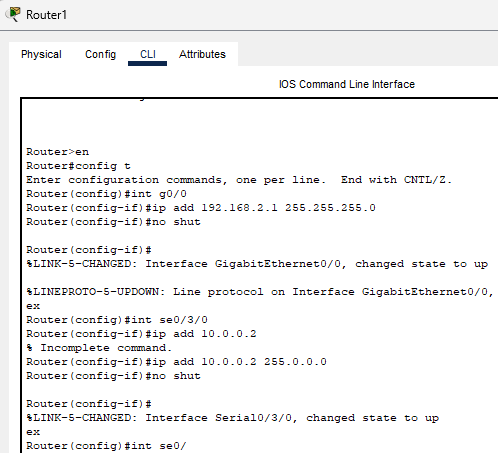 Router1
Physical Config CLI Attributes
IOS Command Line Interface
Router>en
Router#config t
Enter configuration commands, one per line.  End with CNTL/Z.
Router(config)#int g0/0
Router(config-if)#ip add 192.168.2.1 255.255.255.0
Router(config-if)#no shut
Router(config-if)#
%LINK-5-CHANGED: Interface GigabitEthernet0/0, changed state to up
%LINEPROTO-5-UPDOWN: Line protocol on Interface GigabitEthernet0/0,
ex
Router(config)#int se0/3/0
Router(config-if)#ip add 10.0.0.2
% Incomplete command.
Router(config-if)#ip add 10.0.0.2 255.0.0.0
Router(config-if)#no shut
Router(config-if)#
%LINK-5-CHANGED: Interface Serial0/3/0, changed state to up
ex
Router(config)#int se0/